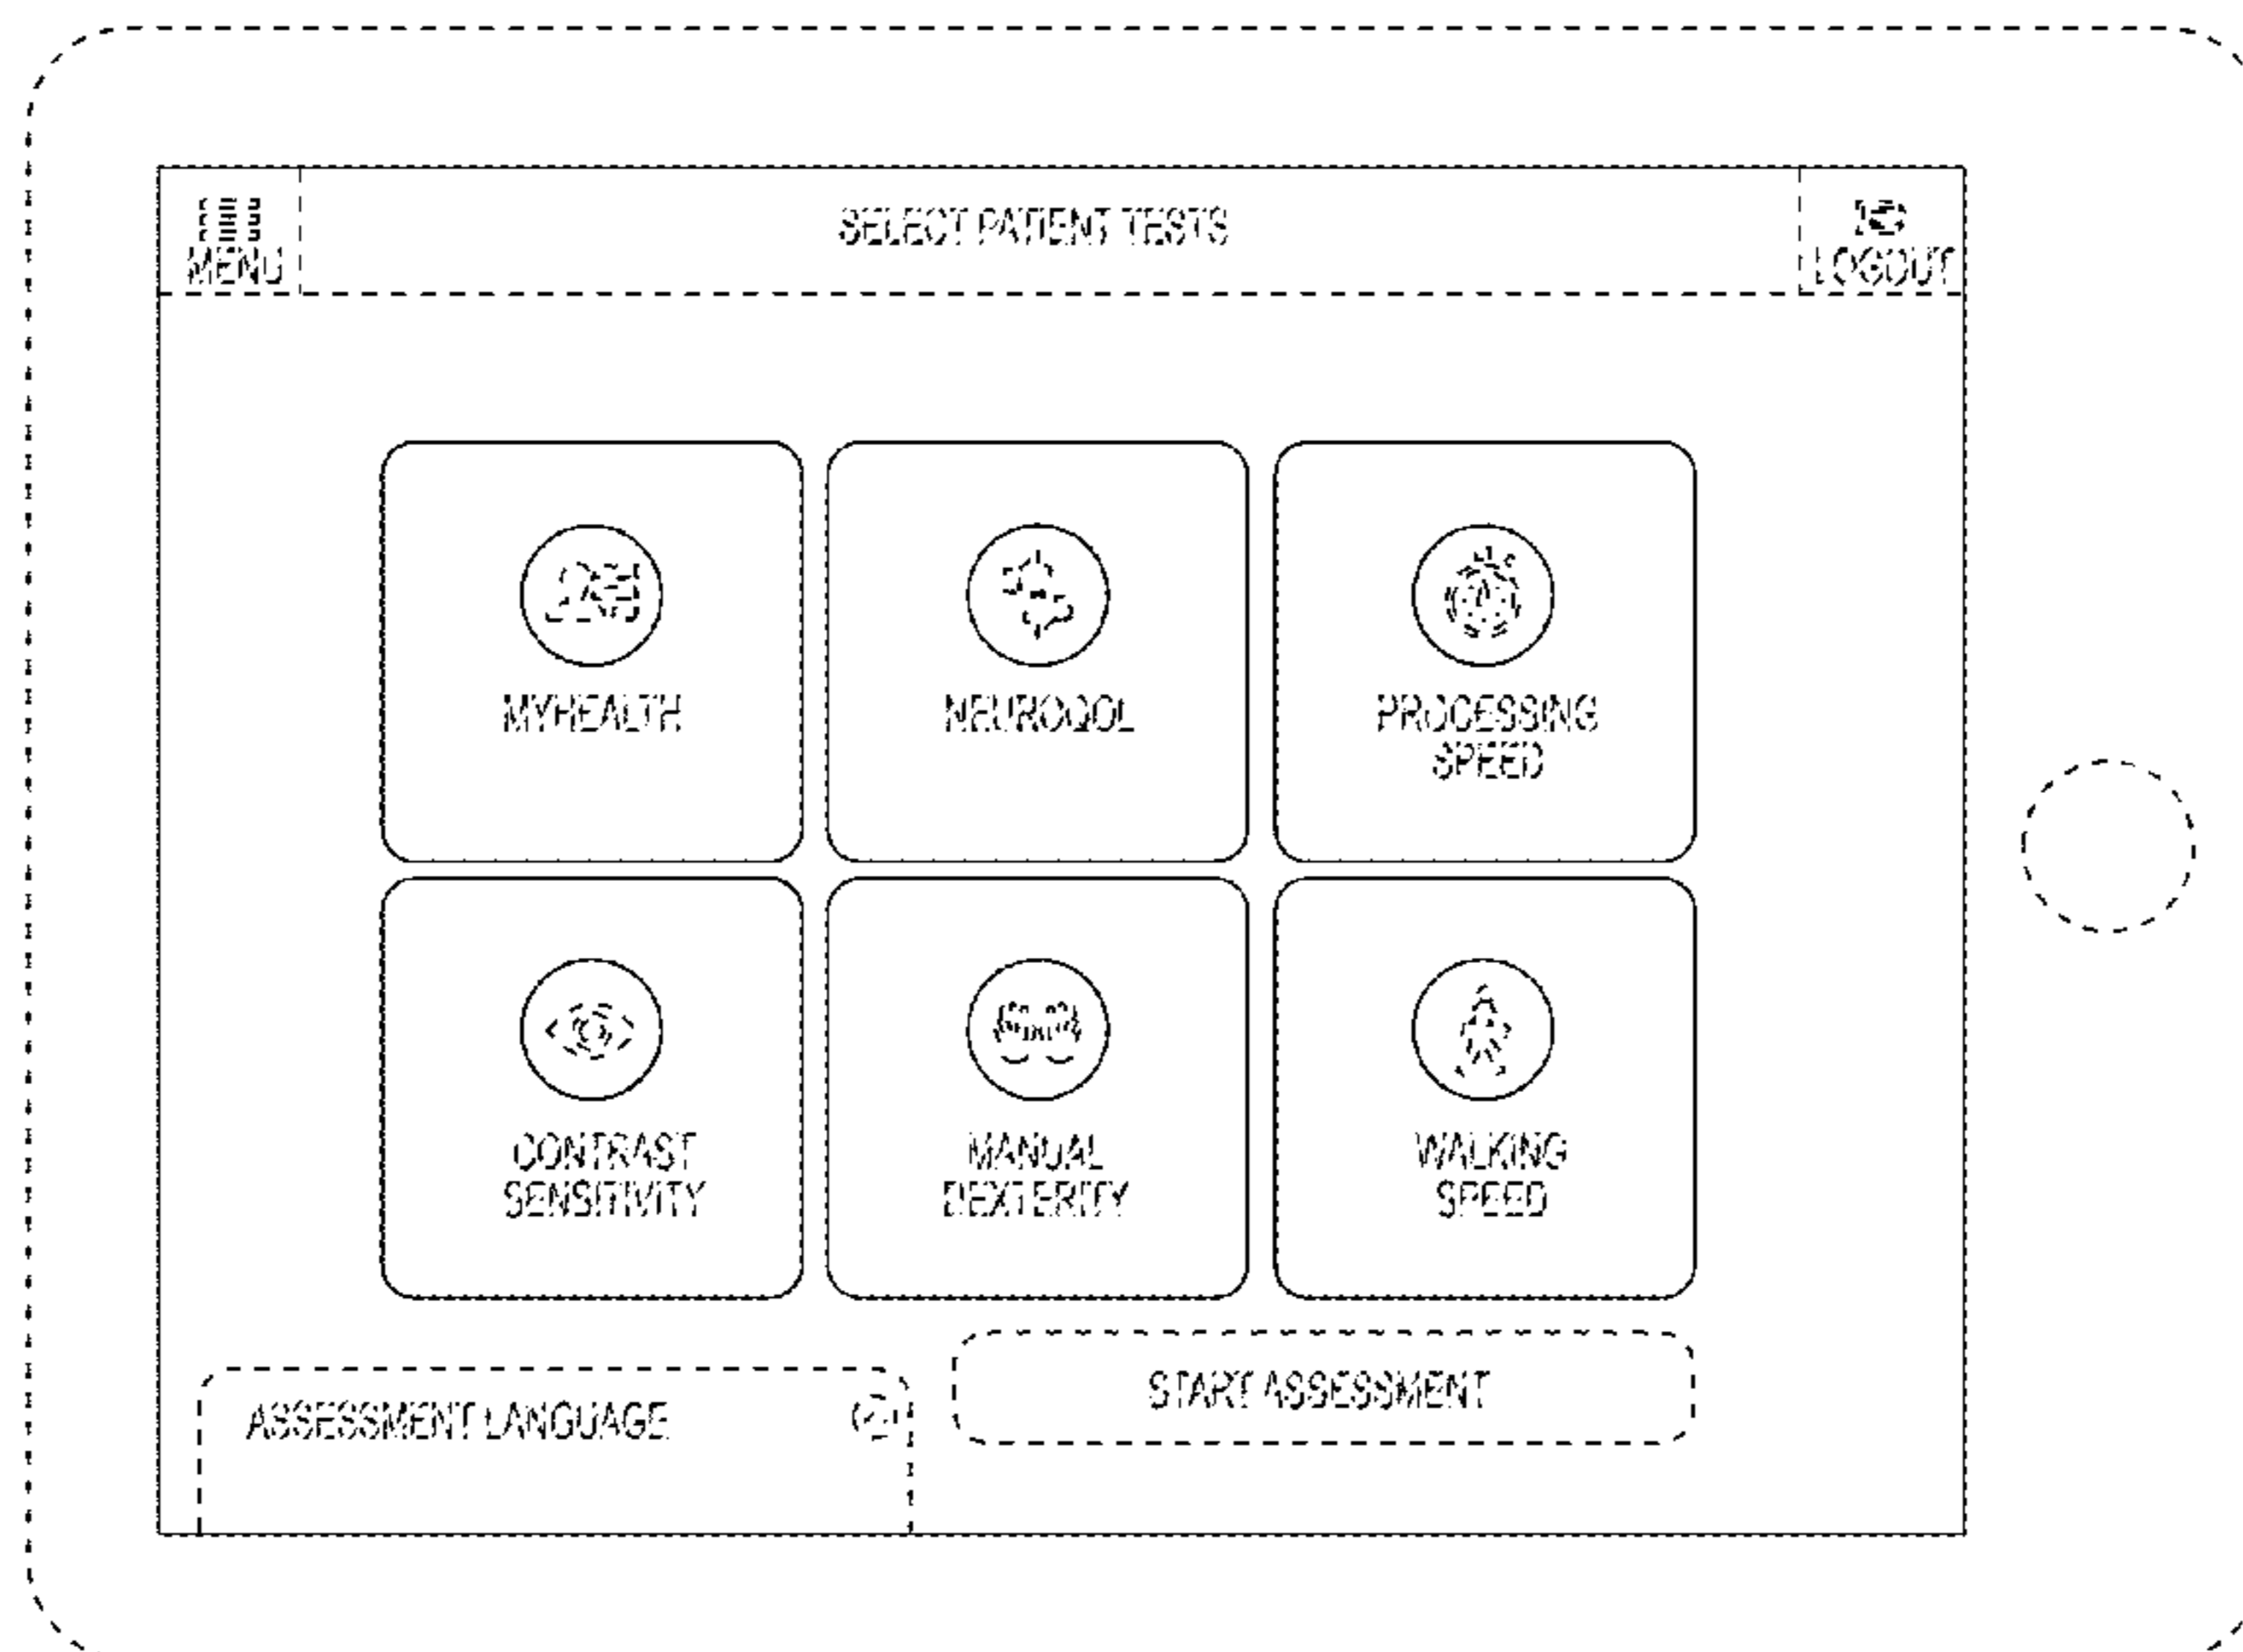 SELECT PATIENT TESTS
MENU
LOGOUT
MYHEALTH
NEUROQOL
PROCESSING
SPEED
CONTRAST
SENSITIVITY
MANUAL
DEXTERITY
WALKING
SPEED
START ASSESSMENT
ASSESSMENT LANGUAGE